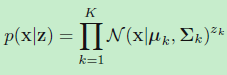 p(x|z) = ∏_{k=1}^{K} 𝒩(x|μ_k, Σ_k)^{z_k}